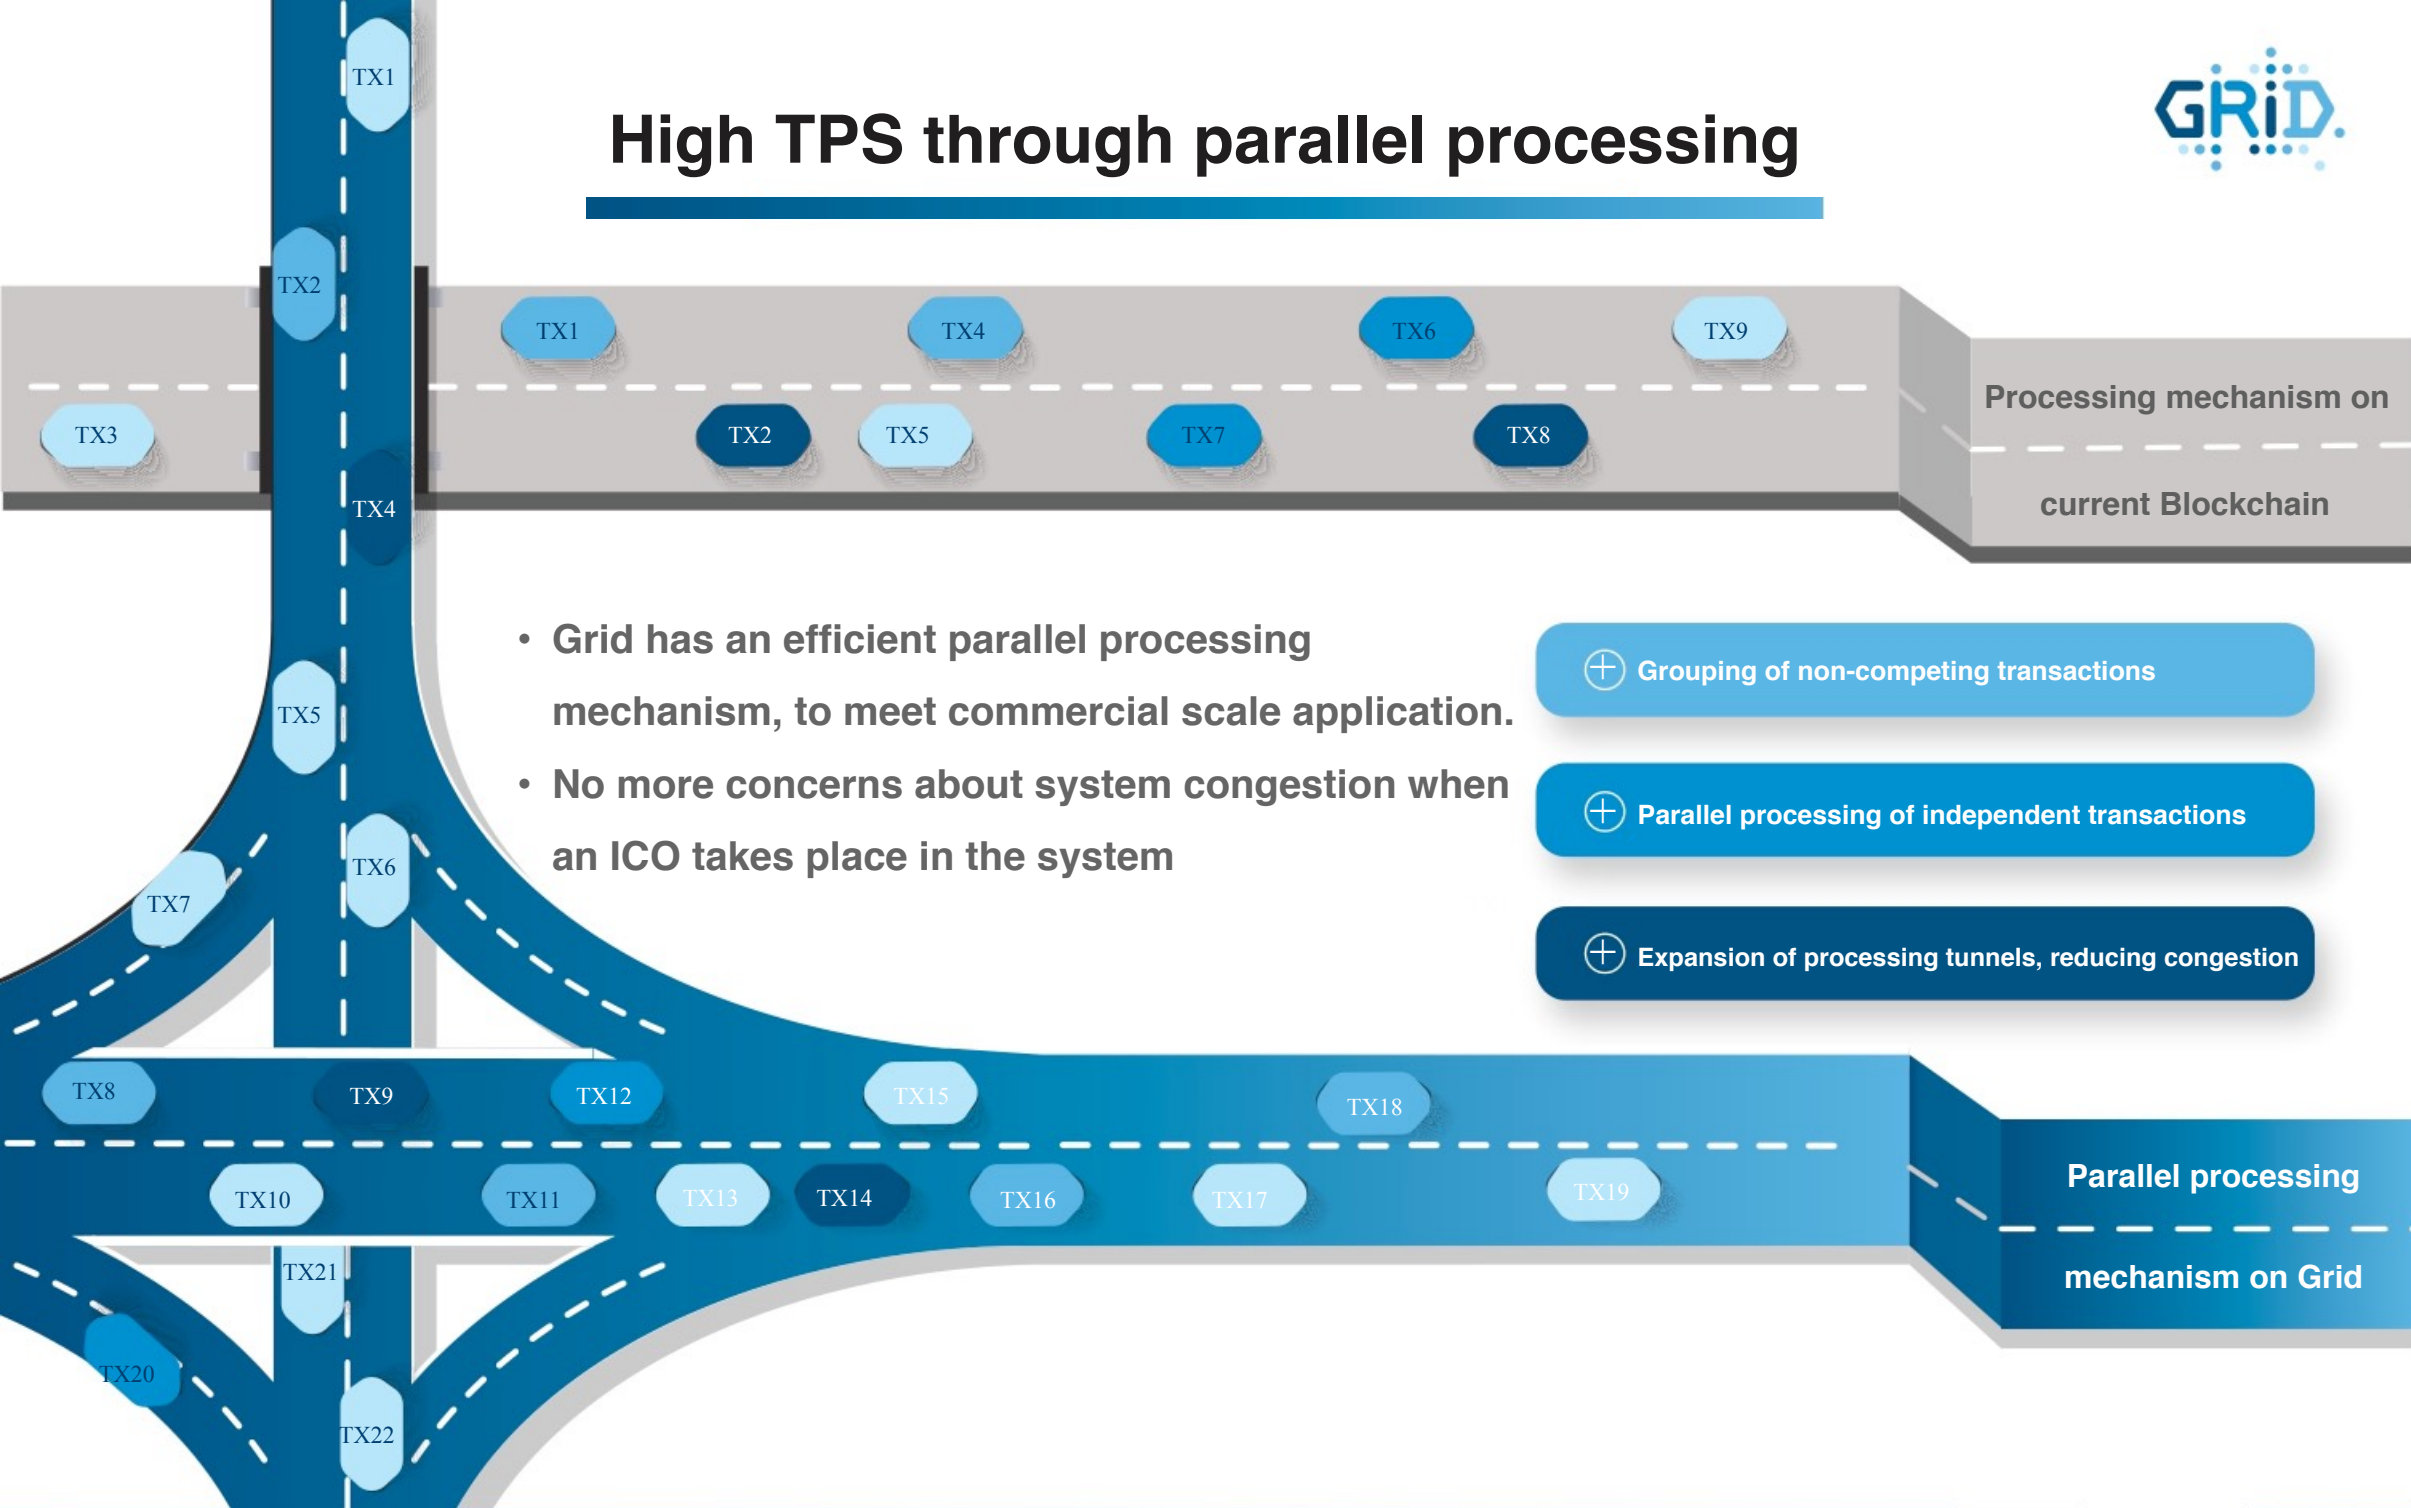 TX1
High TPS through parallel processing
GRiD.
TX2
TX1
TX4
TX6
TX9
Processing mechanism on
TX3
TX2
TX5
TX7
TX8
TX4
current Blockchain
• Grid has an efficient parallel processing
mechanism, to meet commercial scale application.
• No more concerns about system congestion when
an ICO takes place in the system
Grouping of non-competing transactions
Parallel processing of independent transactions
Expansion of processing tunnels, reducing congestion
TX5
TX6
TX7
TX8
TX9
TX12
TX15
TX18
TX10
TX11
TX13
TX14
TX16
TX17
TX19
Parallel processing
mechanism on Grid
TX21
TX20
TX22